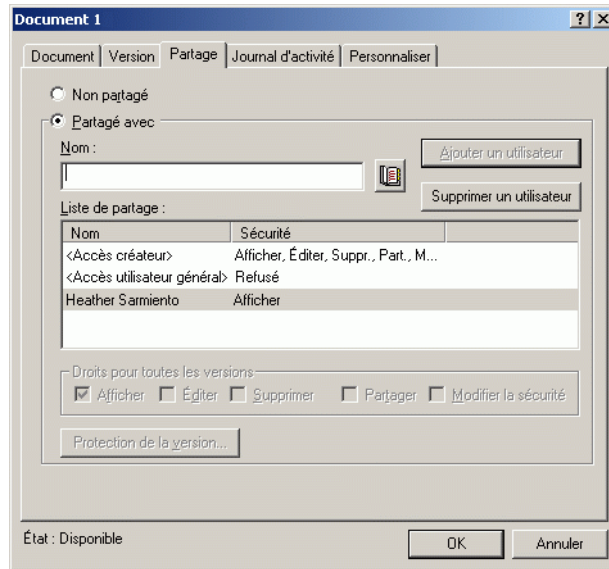 Document 1
Document Version Partage Journal d'activité Personnaliser
Non partagé
Partagé avec
Nom :
Ajouter un utilisateur
Supprimer un utilisateur
Liste de partage :
Nom Sécurité
<Accès créateur> Afficher, Éditer, Suppr., Part., M...
<Accès utilisateur général> Refusé
Heather Sarmiento Afficher
Droits pour toutes les versions
Afficher Éditer Supprimer Partager Modifier la sécurité
Protection de la version...
État : Disponible
OK Annuler